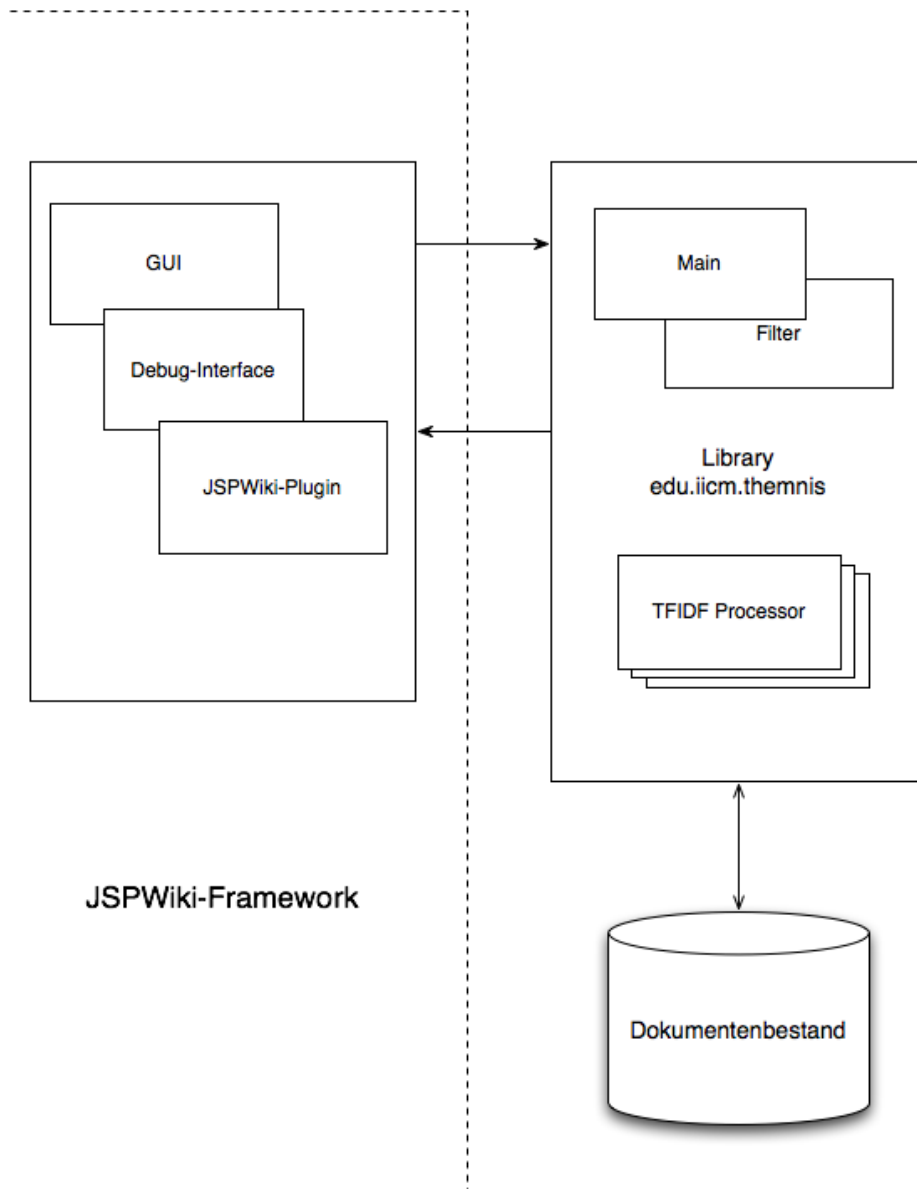 GUI
Debug-Interface
JSPWiki-Plugin
JSPWiki-Framework
Main
Filter
Library
edu.iicm.themnis
TFIDF Processor
Dokumentenbestand